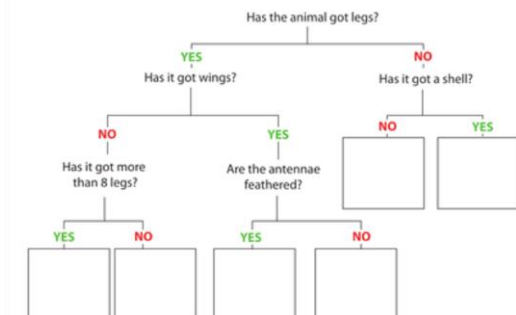 Has the animal got legs?
YES
NO
Has it got wings?
Has it got a shell?
NO
YES
NO
YES
Has it got more
than 8 legs?
Are the antennae
feathered?
YES
NO
YES
NO